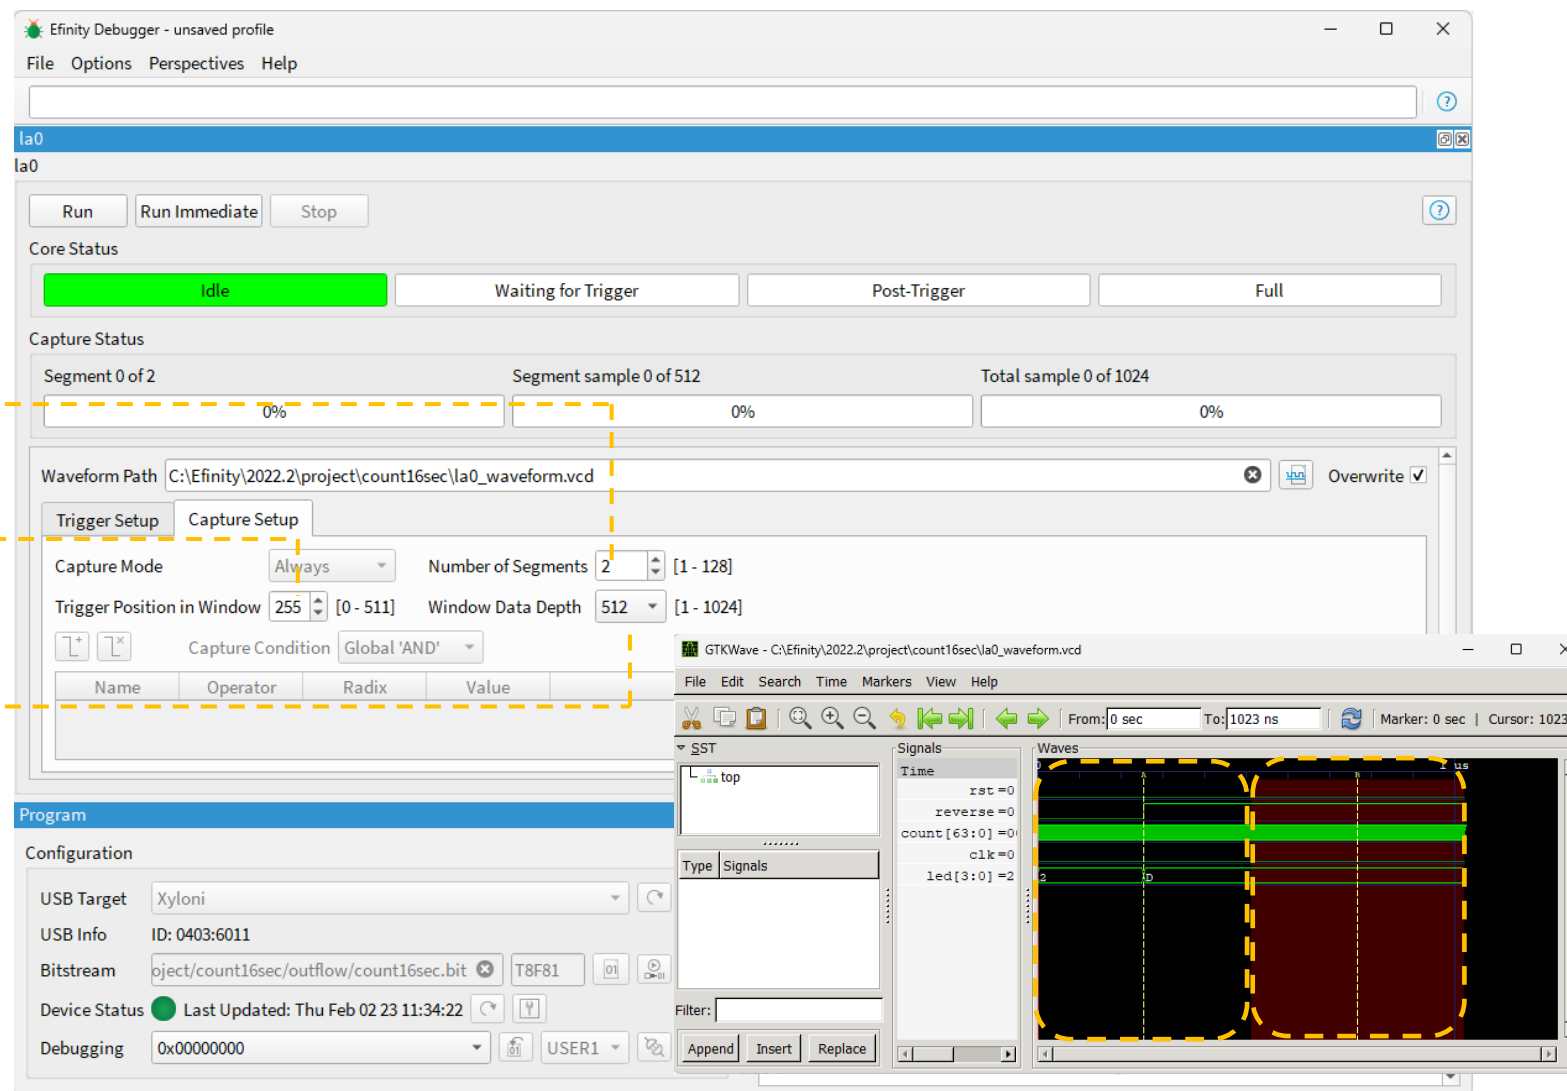 Efinity Debugger - unsaved profile
File Options Perspectives Help
la0
la0
Run Run Immediate Stop
Core Status
Idle Waiting for Trigger Post-Trigger Full
Capture Status
Segment 0 of 2 Segment sample 0 of 512 Total sample 0 of 1024
0% 0% 0%
Waveform Path C:\Efinity\2022.2\project\count16sec\la0_waveform.vcd Overwrite
Trigger Setup Capture Setup
Capture Mode Always Number of Segments 2 [1 - 128]
Trigger Position in Window 255 [0 - 511] Window Data Depth 512 [1 - 1024]
Capture Condition Global 'AND'
Name Operator Radix Value
Program
Configuration
USB Target Xyloni
USB Info ID: 0403:6011
Bitstream oject/count16sec/outflow/count16sec.bit T8F81
Device Status Last Updated: Thu Feb 02 23 11:34:22
Debugging 0x00000000 USER1
GTKWave - C:\Efinity\2022.2\project\count16sec\la0_waveform.vcd
File Edit Search Time Markers View Help
From: 0 sec To: 1023 ns Marker: 0 sec | Cursor: 1023
SST
top
Type Signals
Filter:
Append Insert Replace
Signals
Time
rst =0
reverse =0
count[63:0] =0
clk =0
led[3:0] =2
Waves
0 1 us
A B
2 D